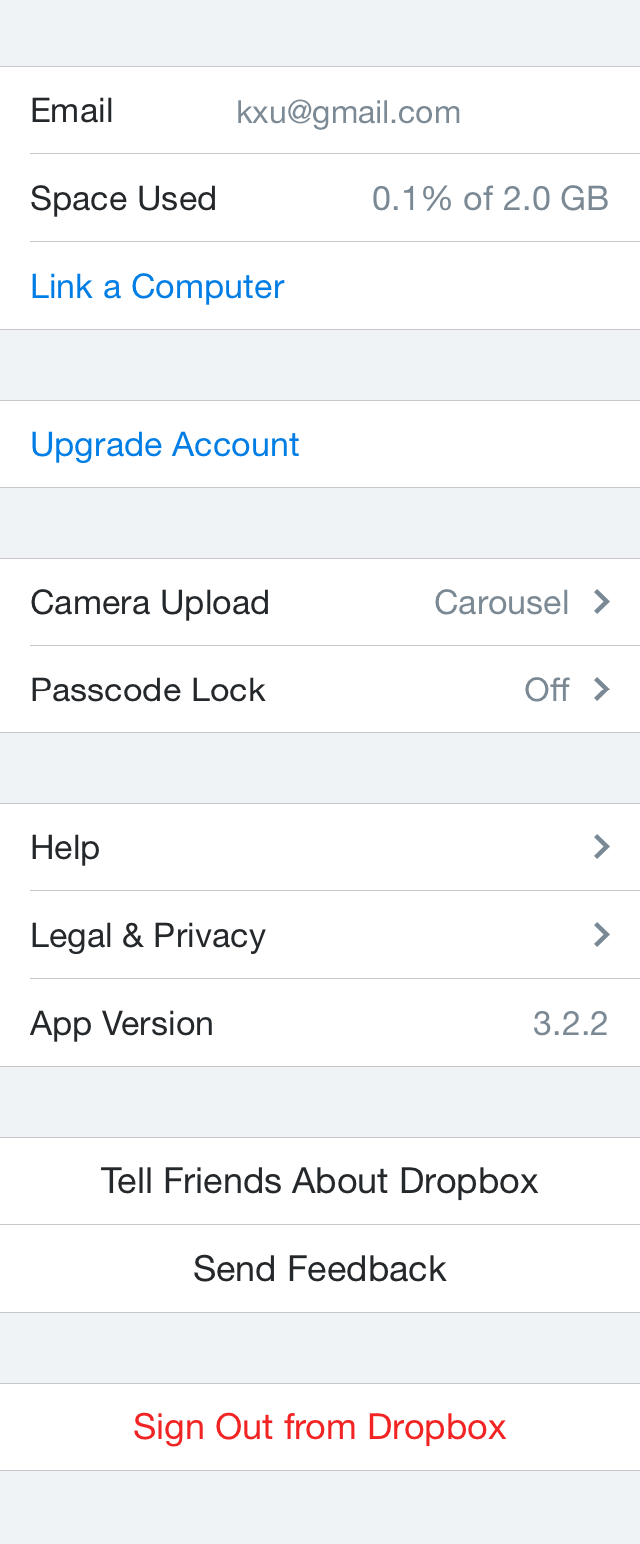 Email kxu@gmail.com
Space Used 0.1% of 2.0 GB
Link a Computer
Upgrade Account
Camera Upload Carousel
Passcode Lock Off
Help
Legal & Privacy
App Version 3.2.2
Tell Friends About Dropbox
Send Feedback
Sign Out from Dropbox